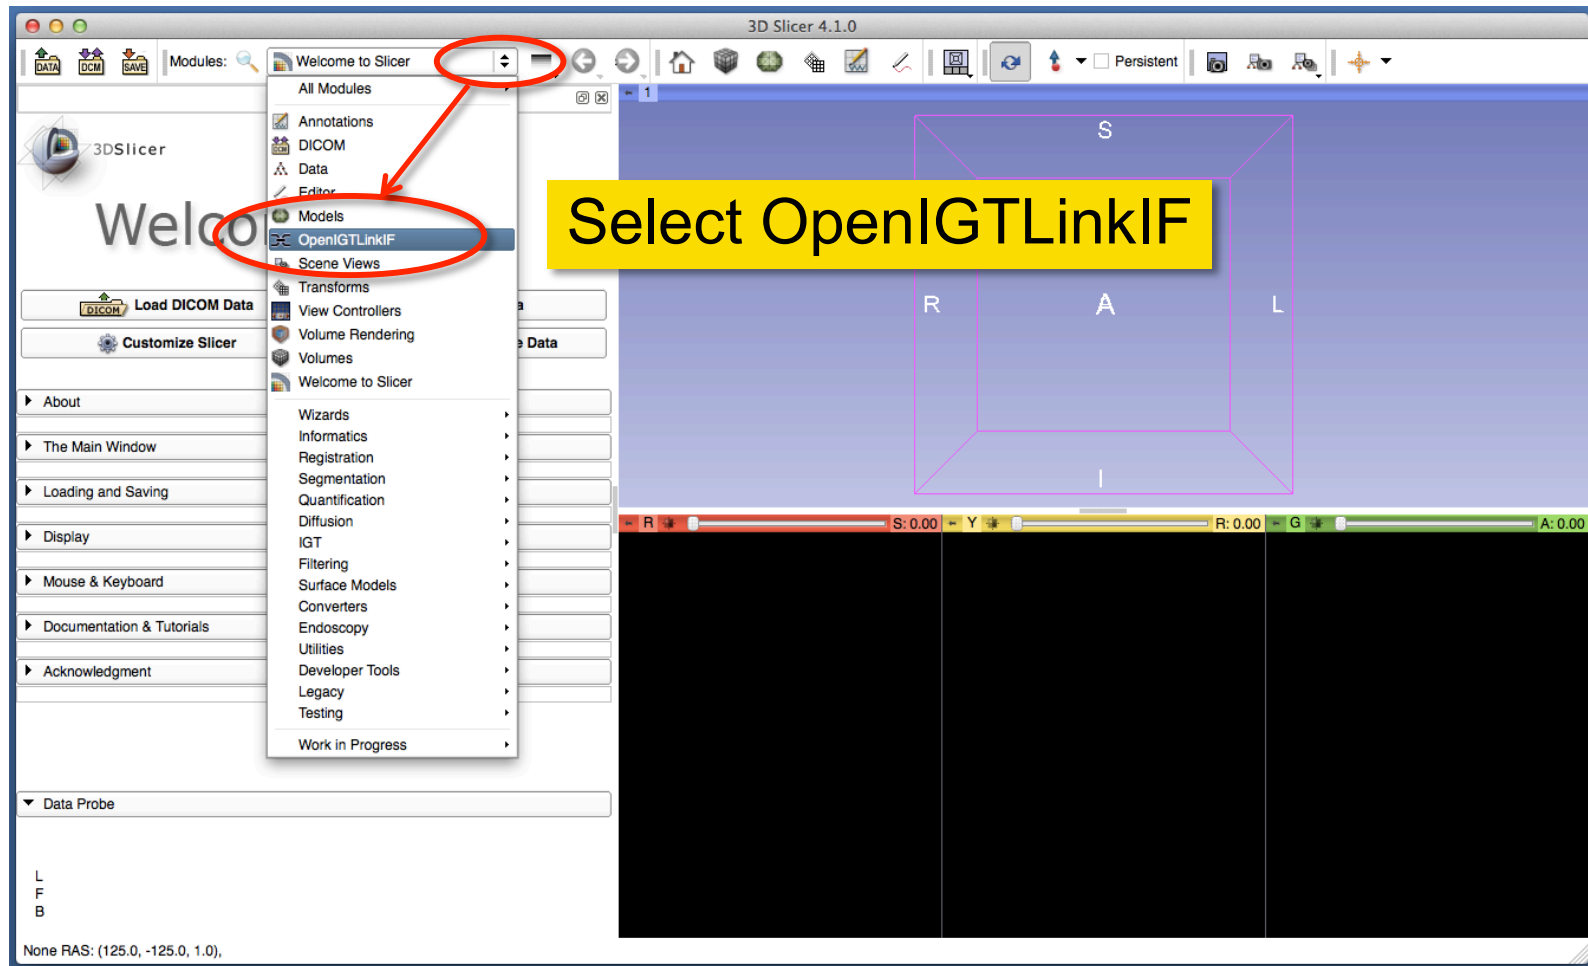 3D Slicer 4.1.0
DATA DCM SAVE Modules: Welcome to Slicer Persistent
All Modules
1
Annotations
DICOM
Data
Editor
Models
OpenIGTLinkIF
Scene Views
Transforms
View Controllers
Volume Rendering
Volumes
Welcome to Slicer
Wizards
Informatics
Registration
Segmentation
Quantification
Diffusion
IGT
Filtering
Surface Models
Converters
Endoscopy
Utilities
Developer Tools
Legacy
Testing
Work in Progress
3DSlicer
Welco
DICOM Load DICOM Data a
Customize Slicer e Data
About
The Main Window
Loading and Saving
Display
Mouse & Keyboard
Documentation & Tutorials
Acknowledgment
Data Probe
L
F
B
None RAS: (125.0, -125.0, 1.0),
Select OpenIGTLinkIF
S
R A L
I
R S: 0.00 Y R: 0.00 G A: 0.00